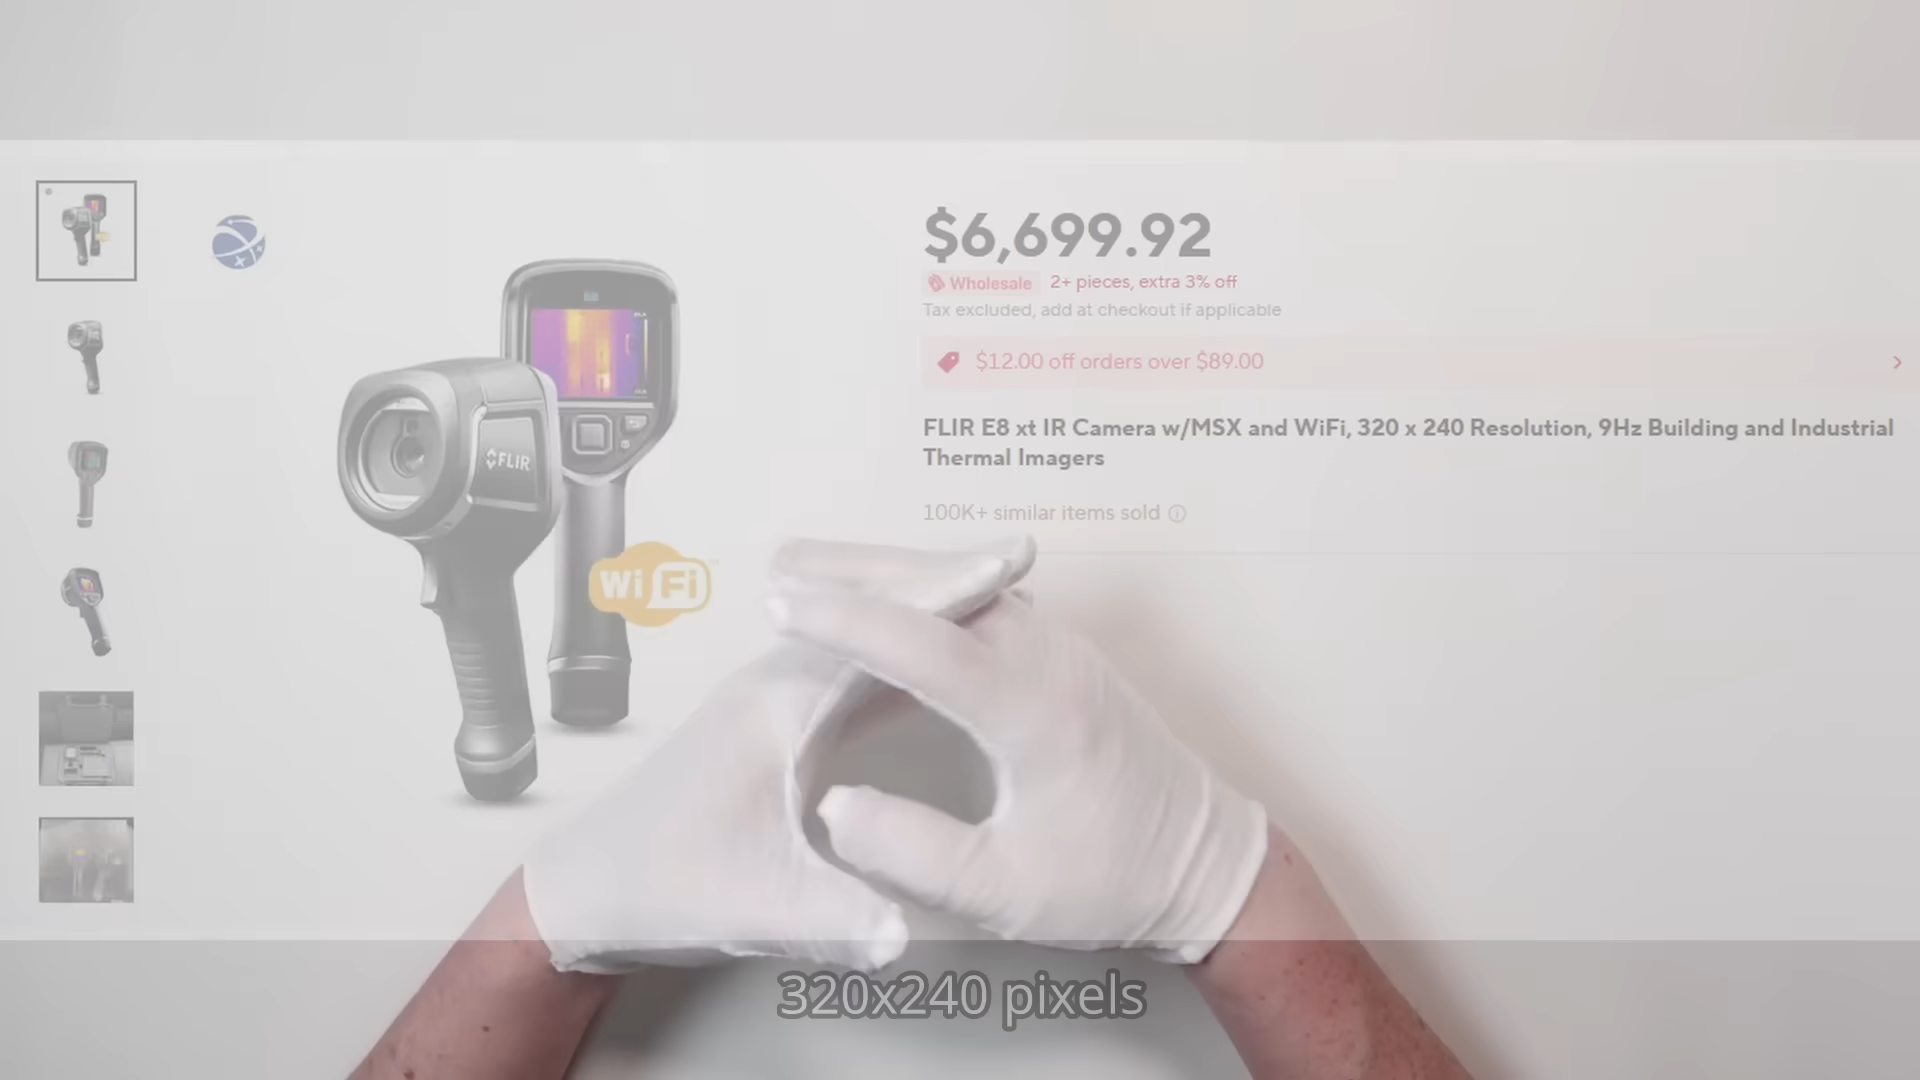 $6,699.92
Wholesale 2+ pieces, extra 3% off
Tax excluded, add at checkout if applicable
$12.00 off orders over $89.00
FLIR E8 xt IR Camera w/MSX and WiFi, 320 x 240 Resolution, 9Hz Building and Industrial
Thermal Imagers
100K+ similar items sold
FLIR
Wi Fi
320x240 pixels